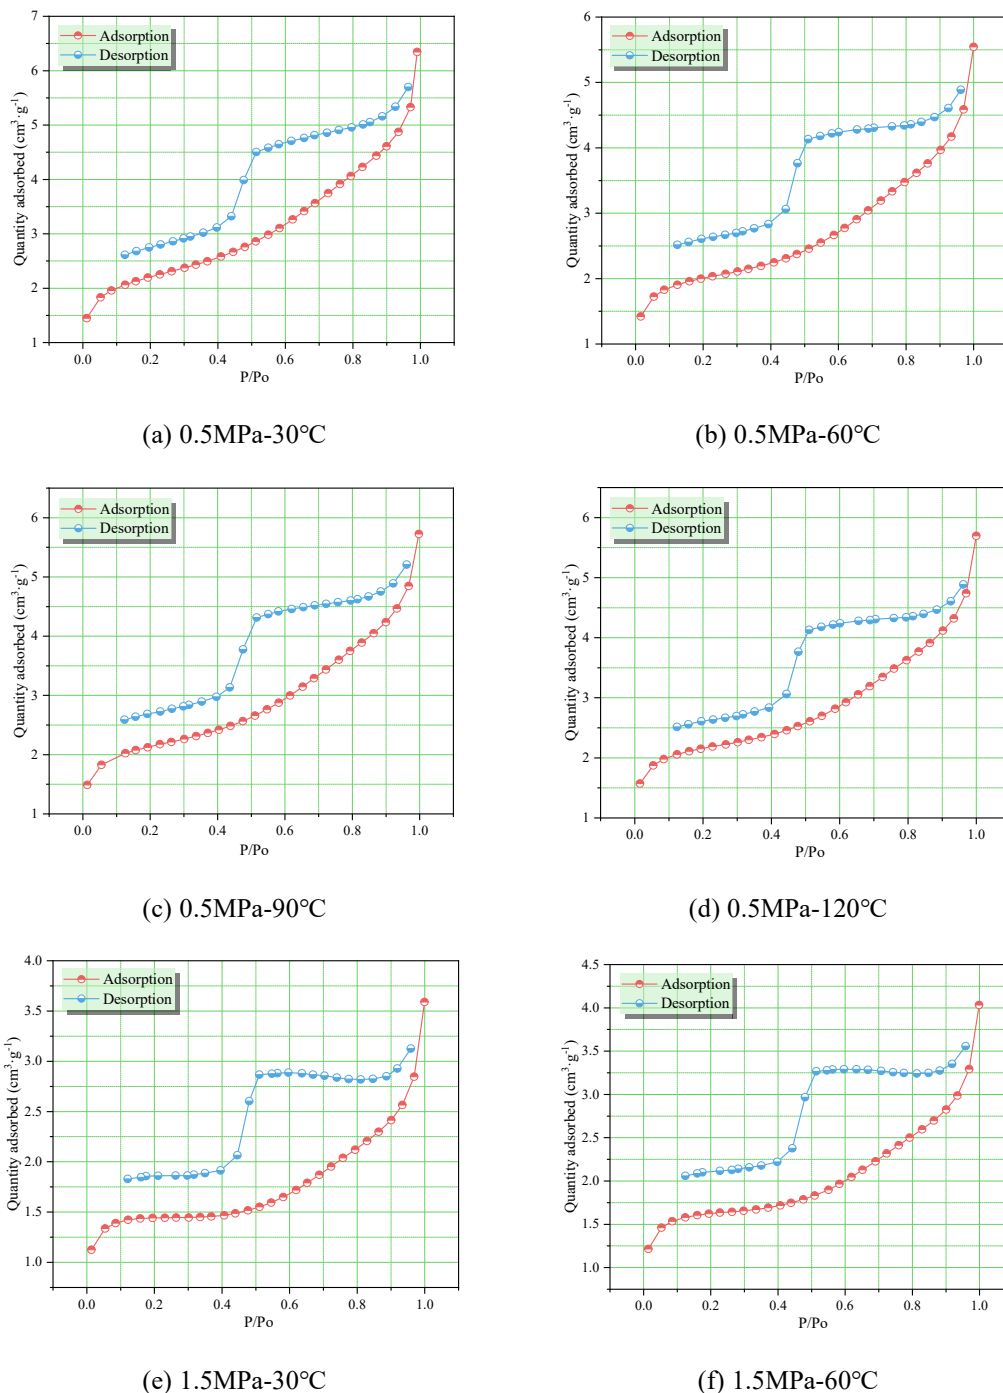 7
6
5
4
3
2
1
Quantity adsorbed (cm³·g⁻¹)
Adsorption
Desorption
0.0 0.2 0.4 0.6 0.8 1.0
P/Po
(a) 0.5MPa-30℃
6
5
4
3
2
1
Quantity adsorbed (cm³·g⁻¹)
Adsorption
Desorption
0.0 0.2 0.4 0.6 0.8 1.0
P/Po
(b) 0.5MPa-60℃
6
5
4
3
2
1
Quantity adsorbed (cm³·g⁻¹)
Adsorption
Desorption
0.0 0.2 0.4 0.6 0.8 1.0
P/Po
(c) 0.5MPa-90℃
6
5
4
3
2
1
Quantity adsorbed (cm³·g⁻¹)
Adsorption
Desorption
0.0 0.2 0.4 0.6 0.8 1.0
P/Po
(d) 0.5MPa-120℃
4.0
3.5
3.0
2.5
2.0
1.5
1.0
Quantity adsorbed (cm³·g⁻¹)
Adsorption
Desorption
0.0 0.2 0.4 0.6 0.8 1.0
P/Po
(e) 1.5MPa-30℃
4.5
4.0
3.5
3.0
2.5
2.0
1.5
1.0
Quantity adsorbed (cm³·g⁻¹)
Adsorption
Desorption
0.0 0.2 0.4 0.6 0.8 1.0
P/Po
(f) 1.5MPa-60℃